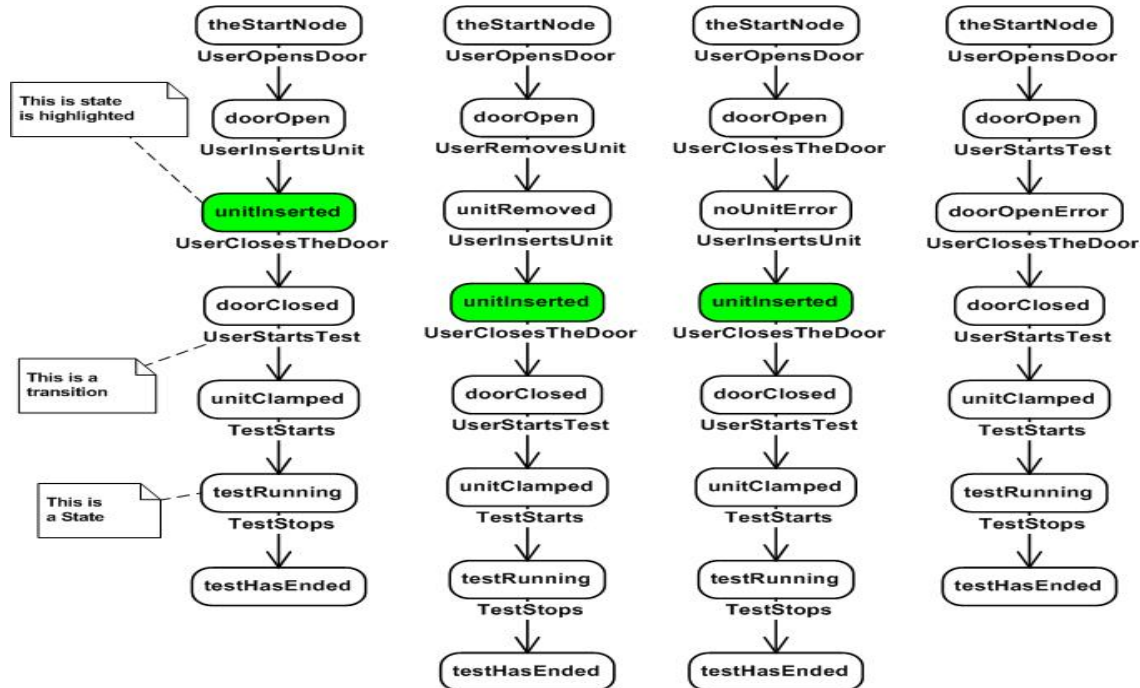 theStartNode
UserOpensDoor
This is state
is highlighted
doorOpen
UserInsertsUnit
unitInserted
UserClosesTheDoor
doorClosed
UserStartsTest
This is a
transition
unitClamped
TestStarts
This is
a State
testRunning
TestStops
testHasEnded
theStartNode
UserOpensDoor
doorOpen
UserRemovesUnit
unitRemoved
UserInsertsUnit
unitInserted
UserClosesTheDoor
doorClosed
UserStartsTest
unitClamped
TestStarts
testRunning
TestStops
testHasEnded
theStartNode
UserOpensDoor
doorOpen
UserClosesTheDoor
noUnitError
UserInsertsUnit
unitInserted
UserClosesTheDoor
doorClosed
UserStartsTest
unitClamped
TestStarts
testRunning
TestStops
testHasEnded
theStartNode
UserOpensDoor
doorOpen
UserStartsTest
doorOpenError
UserClosesTheDoor
doorClosed
UserStartsTest
unitClamped
TestStarts
testRunning
TestStops
testHasEnded